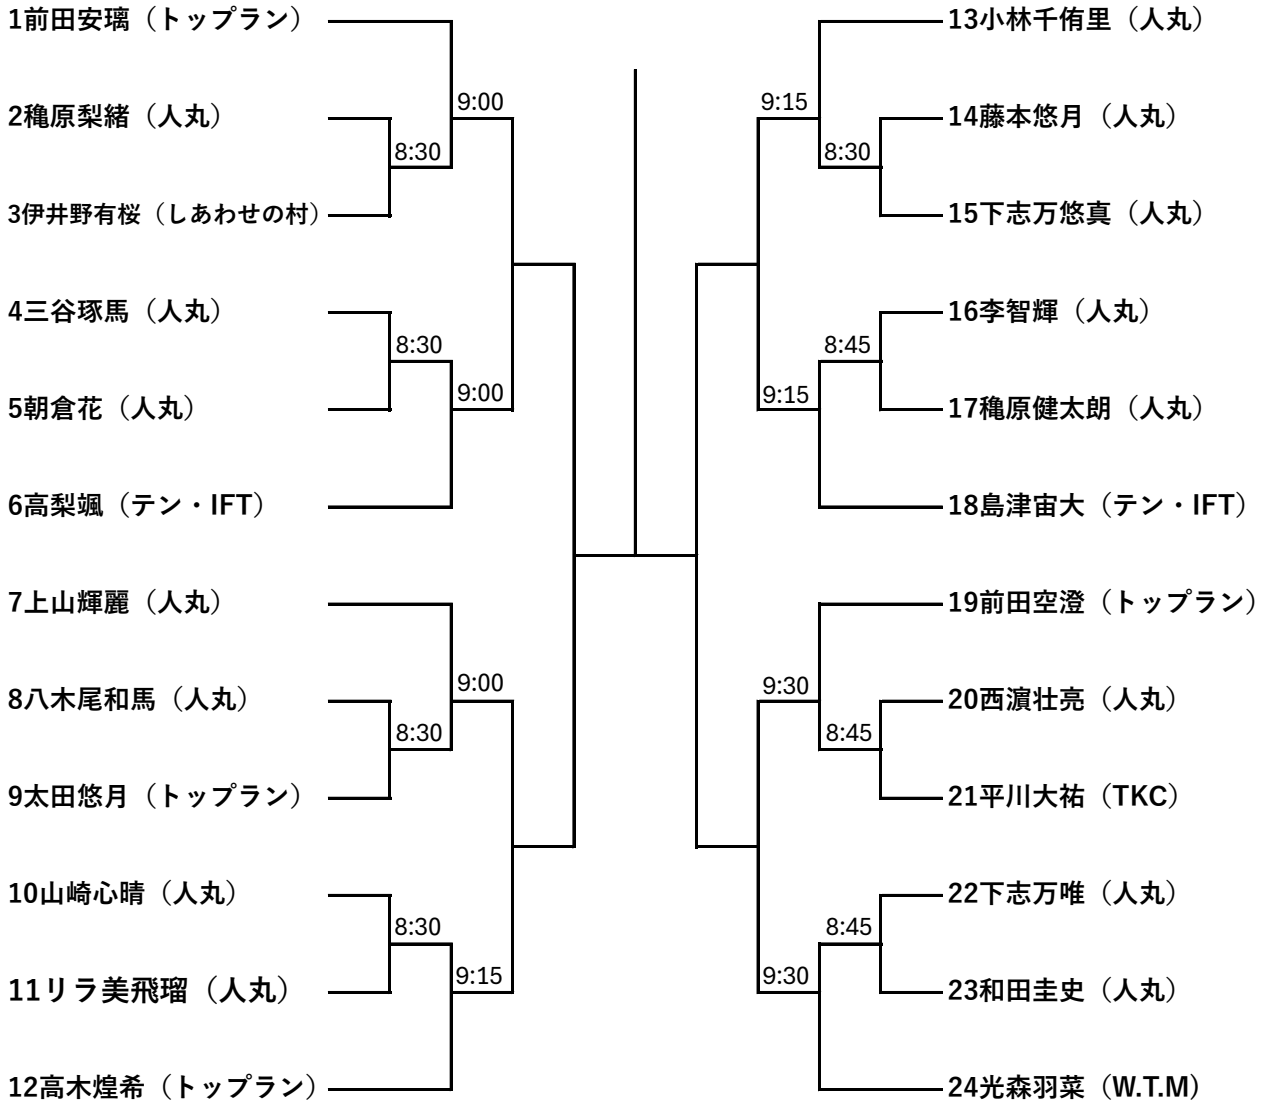 1前田安璃（トップラン）
2穐原梨緒（人丸）
3伊井野有桜（しあわせの村）
4三谷琢馬（人丸）
5朝倉花（人丸）
6高梨颯（テン・IFT）
7上山輝麗（人丸）
8八木尾和馬（人丸）
9太田悠月（トップラン）
10山崎心晴（人丸）
11リラ美飛瑠（人丸）
12高木煌希（トップラン）
8:30
8:30
8:30
8:30
9:00
9:00
9:00
9:15
9:15
9:15
9:30
9:30
8:30
8:45
8:45
8:45
13小林千侑里（人丸）
14藤本悠月（人丸）
15下志万悠真（人丸）
16李智輝（人丸）
17穐原健太朗（人丸）
18島津宙大（テン・IFT）
19前田空澄（トップラン）
20西濵壮亮（人丸）
21平川大祐（TKC）
22下志万唯（人丸）
23和田圭史（人丸）
24光森羽菜（W.T.M）